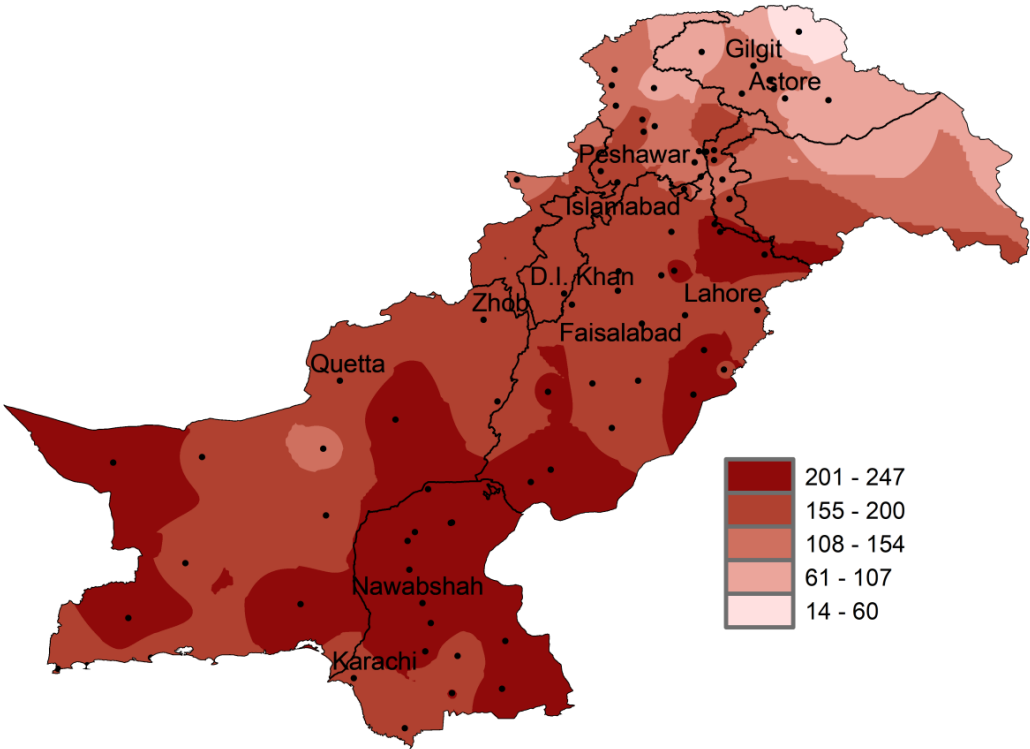 Gilgit
Astore
Peshawar
Islamabad
D.I. Khan
Zhob
Lahore
Faisalabad
Quetta
201 - 247
155 - 200
108 - 154
61 - 107
14 - 60
Nawabshah
Karachi